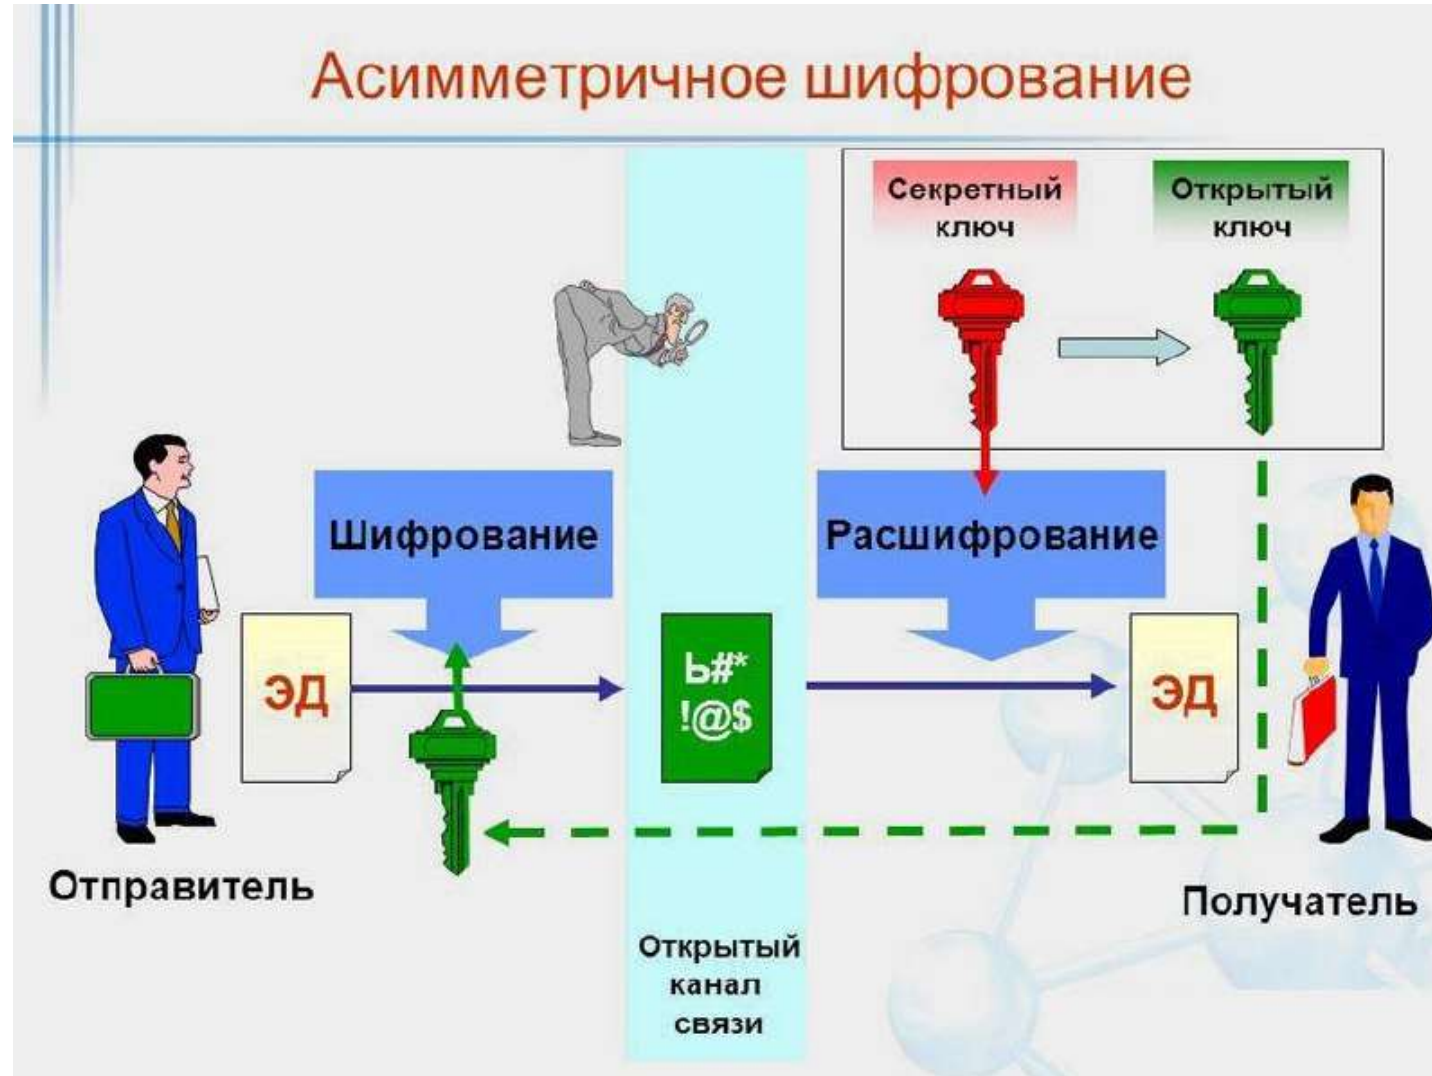 Асимметричное шифрование
Секретный
ключ
Открытый
ключ
Шифрование
Расшифрование
ЭД
Ь#*
!@$
ЭД
Отправитель
Получатель
Открытый
канал
связи